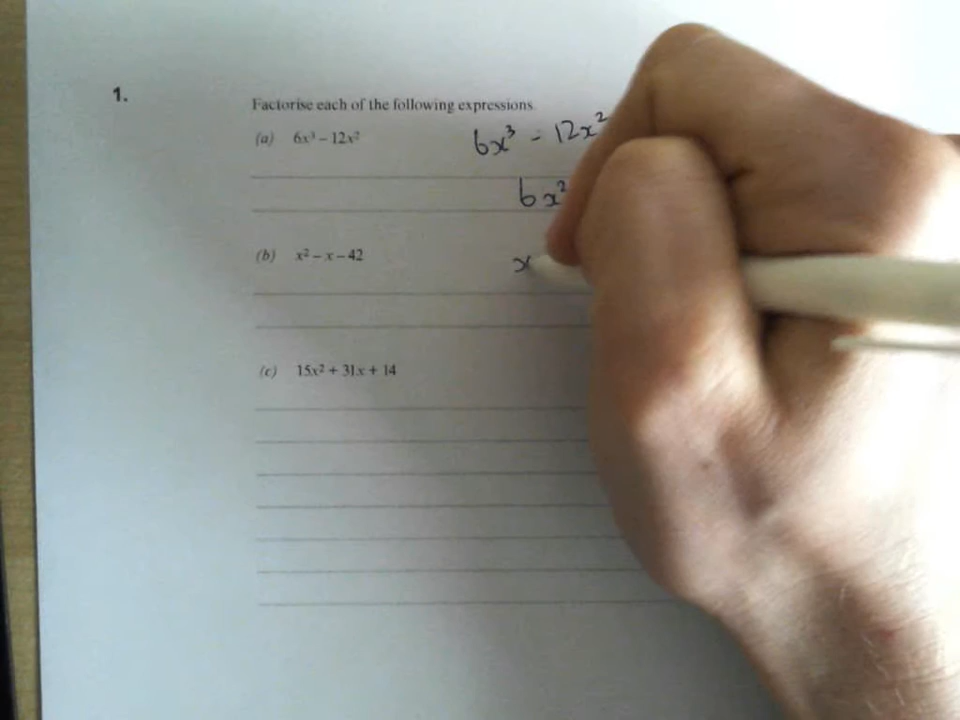 1.
Factorise each of the following expressions.
(a) 6x³ – 12x² 6x³ - 12x²
6x²
(b) x² – x – 42 x
(c) 15x² + 31x + 14